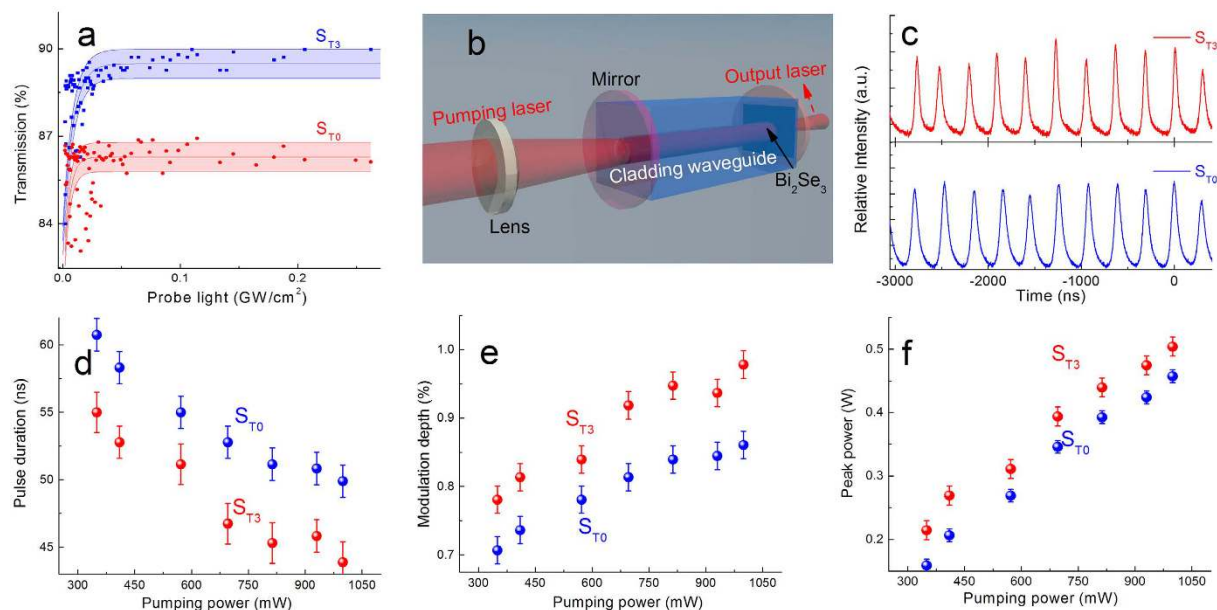 a
S_T3
S_T0
90
87
84
Transmission (%)
0.0
0.1
0.2
Probe light (GW/cm²)
b
Mirror
Output laser
Pumping laser
Cladding waveguide
Bi₂Se₃
Lens
c
S_T3
S_T0
Relative Intensity (a.u.)
-3000
-2000
-1000
0
Time (ns)
d
60
55
50
45
Pulse duration (ns)
S_T0
S_T3
300
450
600
750
900
1050
Pumping power (mW)
e
1.0
0.9
0.8
0.7
Modulation depth (%)
S_T3
S_T0
300
450
600
750
900
1050
Pumping power (mW)
f
0.5
0.4
0.3
0.2
Peak power (W)
S_T3
S_T0
300
450
600
750
900
1050
Pumping power (mW)